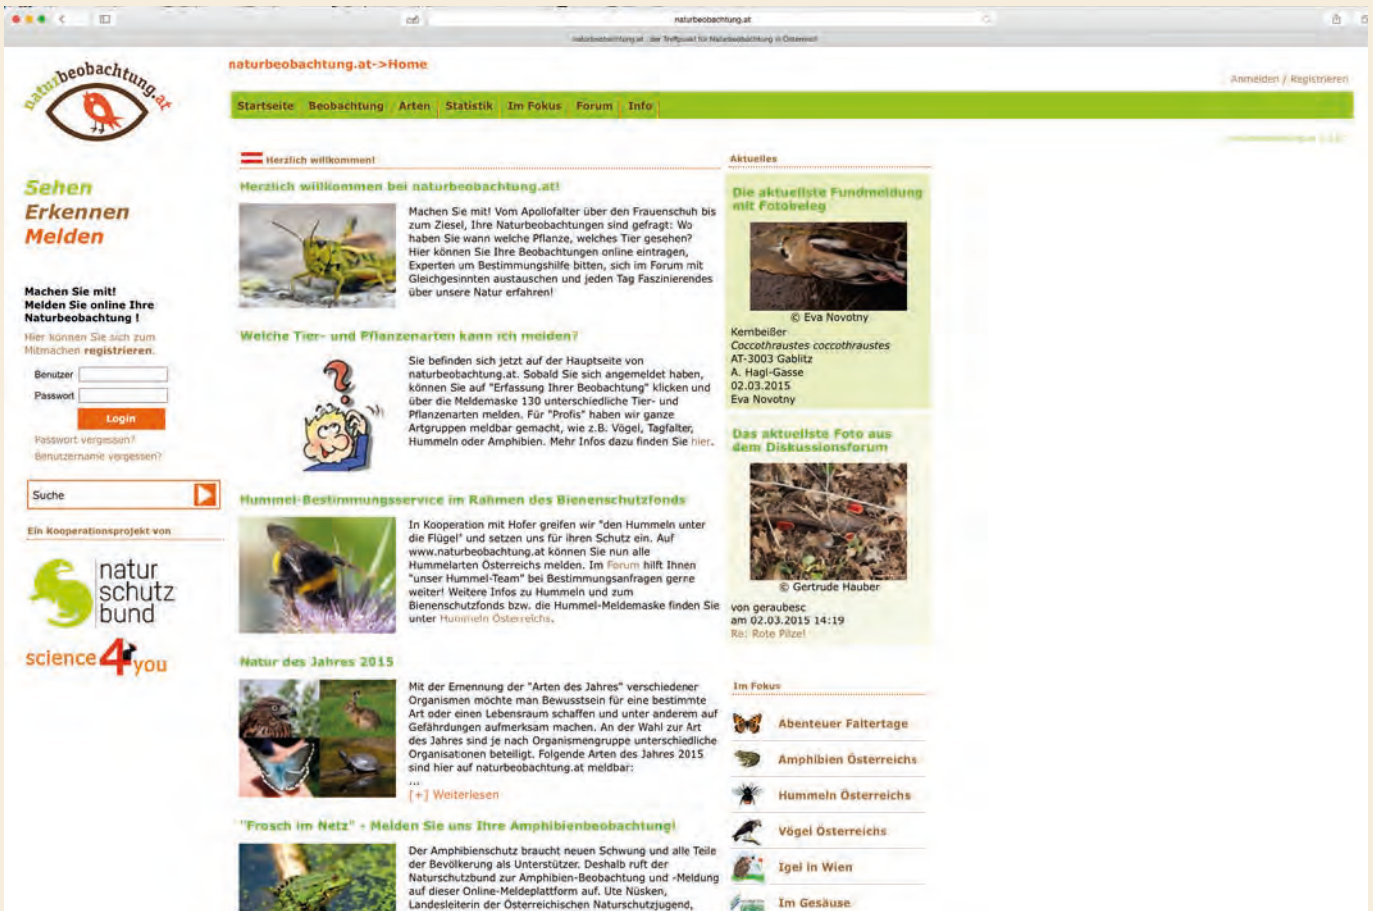 naturbeobachtung.at
naturbeobachtung.at : der Treffpunkt für Naturbeobachtung in Österreich
naturbeobachtung.at
naturbeobachtung.at->Home
Anmelden / Registrieren
Startseite Beobachtung Arten Statistik Im Fokus Forum Info
Sehen
Erkennen
Melden
Machen Sie mit!
Melden Sie online Ihre
Naturbeobachtung !
Hier können Sie sich zum
Mitmachen registrieren.
Benutzer
Passwort
Login
Passwort vergessen?
Benutzername vergessen?
Suche
Ein Kooperationsprojekt von
natur
schutz
bund
science4you
Herzlich willkommen!
Herzlich willkommen bei naturbeobachtung.at!
Machen Sie mit! Vom Apollofalter über den Frauenschuh bis
zum Ziesel, Ihre Naturbeobachtungen sind gefragt: Wo
haben Sie wann welche Pflanze, welches Tier gesehen?
Hier können Sie Ihre Beobachtungen online eintragen,
Experten um Bestimmungshilfe bitten, sich im Forum mit
Gleichgesinnten austauschen und jeden Tag Faszinierendes
über unsere Natur erfahren!
Welche Tier- und Pflanzenarten kann ich melden?
Sie befinden sich jetzt auf der Hauptseite von
naturbeobachtung.at. Sobald Sie sich angemeldet haben,
können Sie auf "Erfassung Ihrer Beobachtung" klicken und
über die Meldemaske 130 unterschiedliche Tier- und
Pflanzenarten melden. Für "Profis" haben wir ganze
Artgruppen meldbar gemacht, wie z.B. Vögel, Tagfalter,
Hummeln oder Amphibien. Mehr Infos dazu finden Sie hier.
Hummel-Bestimmungsservice im Rahmen des Bienenschutzfonds
In Kooperation mit Hofer greifen wir "den Hummeln unter
die Flügel" und setzen uns für ihren Schutz ein. Auf
www.naturbeobachtung.at können Sie nun alle
Hummelarten Österreichs melden. Im Forum hilft Ihnen
"unser Hummel-Team" bei Bestimmungsanfragen gerne
weiter! Weitere Infos zu Hummeln und zum
Bienenschutzfonds bzw. die Hummel-Meldemaske finden Sie
unter Hummeln Österreichs.
Natur des Jahres 2015
Mit der Ernennung der "Arten des Jahres" verschiedener
Organismen möchte man Bewusstsein für eine bestimmte
Art oder einen Lebensraum schaffen und unter anderem auf
Gefährdungen aufmerksam machen. An der Wahl zur Art
des Jahres sind je nach Organismengruppe unterschiedliche
Organisationen beteiligt. Folgende Arten des Jahres 2015
sind hier auf naturbeobachtung.at meldbar:
...
[+] Weiterlesen
"Frosch im Netz" - Melden Sie uns Ihre Amphibienbeobachtung!
Der Amphibienschutz braucht neuen Schwung und alle Teile
der Bevölkerung als Unterstützer. Deshalb ruft der
Naturschutzbund zur Amphibien-Beobachtung und -Meldung
auf dieser Online-Meldeplattform auf. Ute Nüsken,
Landesleiterin der Österreichischen Naturschutzjugend,
Aktuelles
Die aktuellste Fundmeldung
mit Fotobeleg
© Eva Novotny
Kernbeißer
Coccothraustes coccothraustes
AT-3003 Gablitz
A. Hagl-Gasse
02.03.2015
Eva Novotny
Das aktuellste Foto aus
dem Diskussionsforum
© Gertrude Hauber
von geraubesc
am 02.03.2015 14:19
Re: Rote Pilze!
Im Fokus
Abenteuer Faltertage
Amphibien Österreichs
Hummeln Österreichs
Vögel Österreichs
Igel in Wien
Im Gesäuse